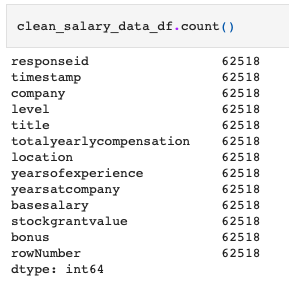 clean_salary_data_df.count()
responseid 62518
timestamp 62518
company 62518
level 62518
title 62518
totalyearlycompensation 62518
location 62518
yearsofexperience 62518
yearsatcompany 62518
basesalary 62518
stockgrantvalue 62518
bonus 62518
rowNumber 62518
dtype: int64